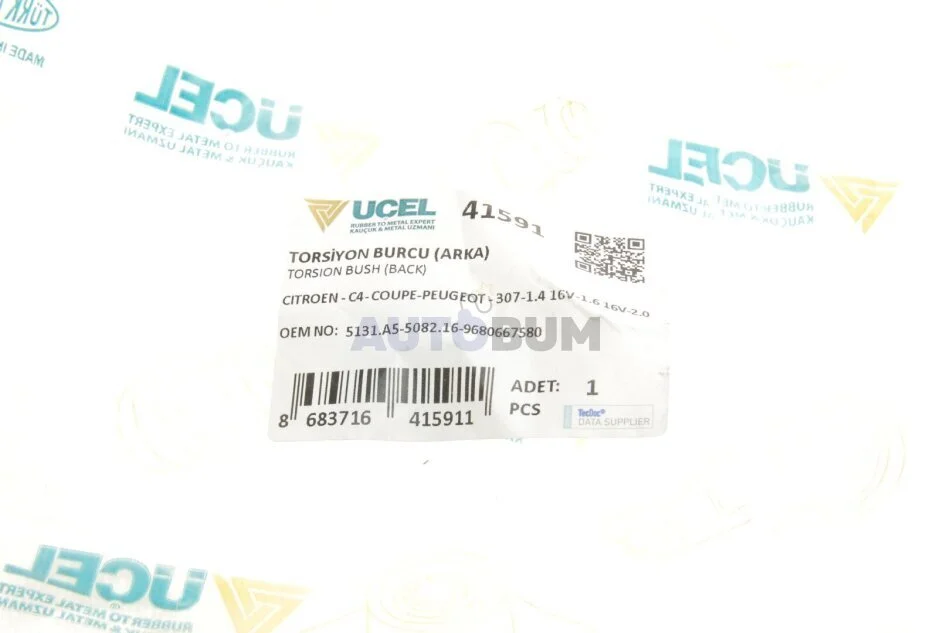 TÜRK
MADE IN
UCEL
RUBBER TO METAL EXPERT
KAUÇUK & METAL UZMANI
UCEL
RUBBER TO METAL EXPERT
KAUÇUK & METAL UZMANI
UCEL
RUBBER TO METAL EXPERT
KAUÇUK & METAL UZMANI
41591
TORSİYON BURCU (ARKA)
TORSION BUSH (BACK)
CITROEN - C4 - COUPE-PEUGEOT - 307-1.4 16V-1.6 16V-2.0
OEM NO: 5131.A5-5082.16-9680667580
AUTOBUM
8 683716 415911
ADET: 1
PCS
TecDoc®
DATA SUPPLIER
UCEL
RUBBER TO METAL EXPERT
KAUÇUK & METAL UZMANI